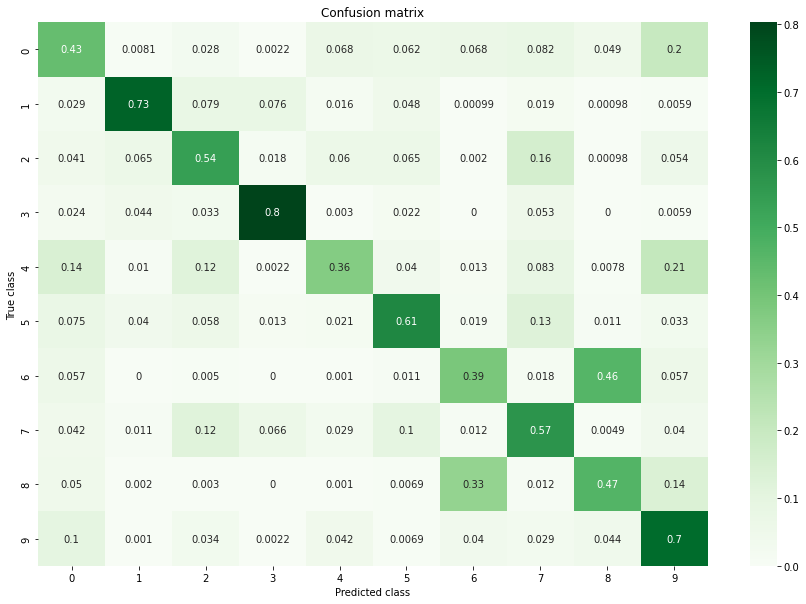 Confusion matrix
0 0.43 0.0081 0.028 0.0022 0.068 0.062 0.068 0.082 0.049 0.2
1 0.029 0.73 0.079 0.076 0.016 0.048 0.00099 0.019 0.00098 0.0059
2 0.041 0.065 0.54 0.018 0.06 0.065 0.002 0.16 0.00098 0.054
3 0.024 0.044 0.033 0.8 0.003 0.022 0 0.053 0 0.0059
4 0.14 0.01 0.12 0.0022 0.36 0.04 0.013 0.083 0.0078 0.21
5 0.075 0.04 0.058 0.013 0.021 0.61 0.019 0.13 0.011 0.033
6 0.057 0 0.005 0 0.001 0.011 0.39 0.018 0.46 0.057
7 0.042 0.011 0.12 0.066 0.029 0.1 0.012 0.57 0.0049 0.04
8 0.05 0.002 0.003 0 0.001 0.0069 0.33 0.012 0.47 0.14
9 0.1 0.001 0.034 0.0022 0.042 0.0069 0.04 0.029 0.044 0.7
0 1 2 3 4 5 6 7 8 9
Predicted class
True class
0.8
0.7
0.6
0.5
0.4
0.3
0.2
0.1
0.0